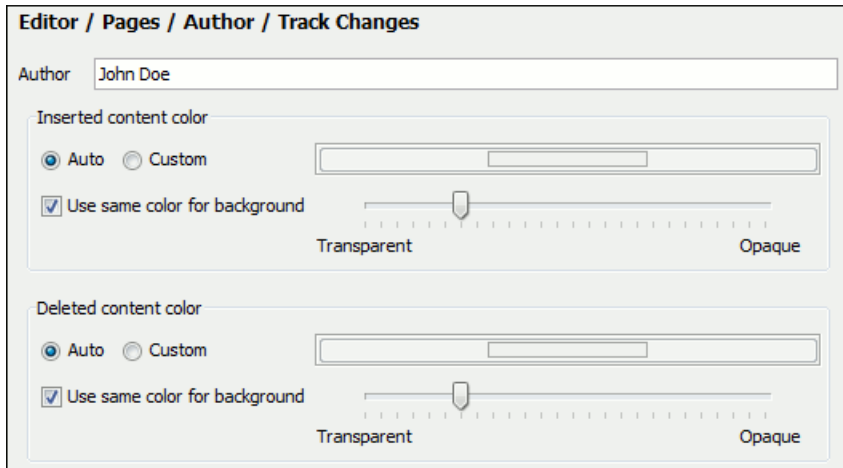 Editor / Pages / Author / Track Changes
Author John Doe
Inserted content color
Auto Custom
Use same color for background
Transparent Opaque
Deleted content color
Auto Custom
Use same color for background
Transparent Opaque